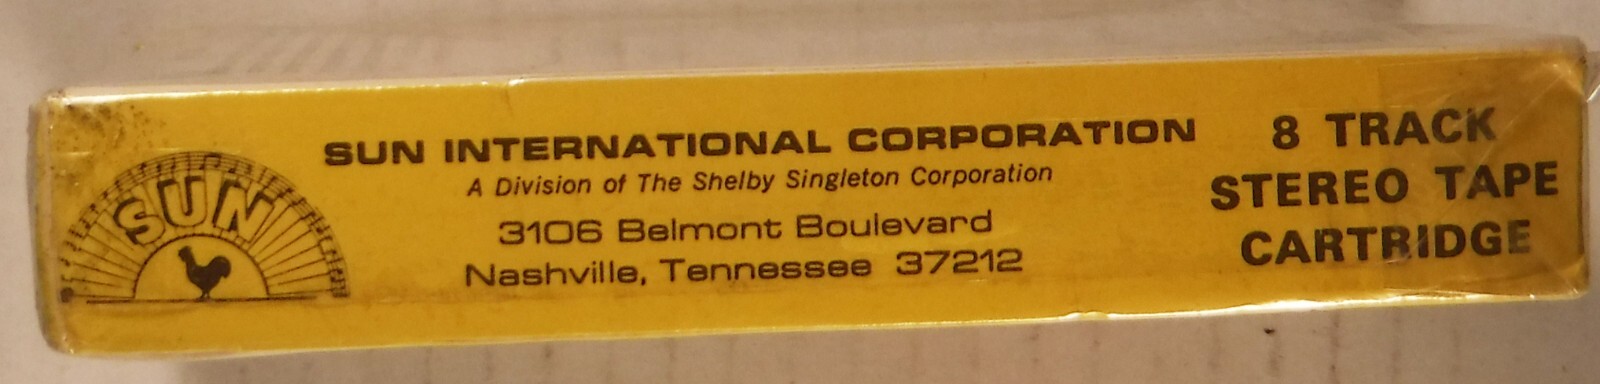 SUN
SUN INTERNATIONAL CORPORATION
A Division of The Shelby Singleton Corporation
3106 Belmont Boulevard
Nashville, Tennessee 37212
8 TRACK
STEREO TAPE
CARTRIDGE